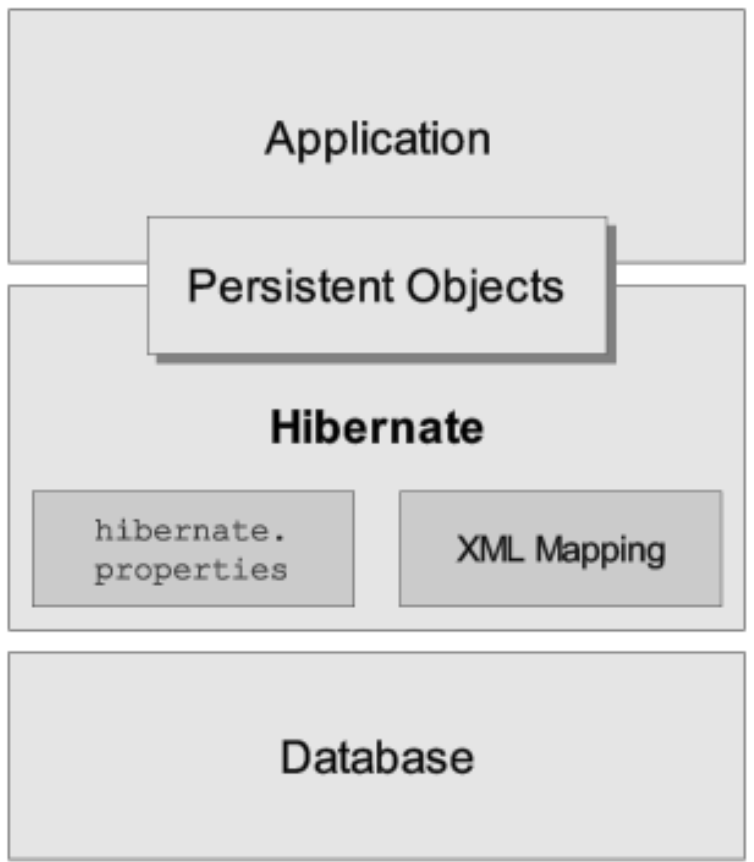 Application
Persistent Objects
Hibernate
hibernate.
properties
XML Mapping
Database